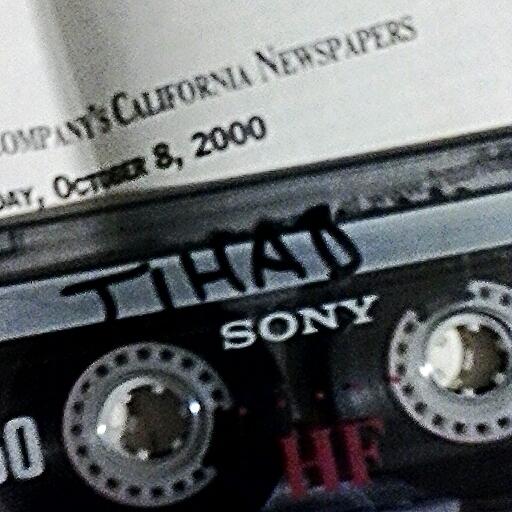 OMPANY'S CALIFORNIA NEWSPAPERS
DAY, OCTOBER 8, 2000
JIHAD
SONY
HF